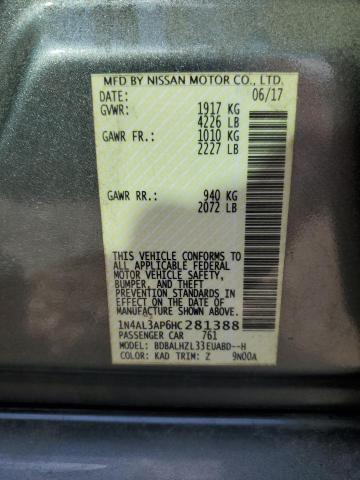 MFD BY NISSAN MOTOR CO., LTD.
DATE: 06/17
GVWR: 1917 KG
4226 LB
GAWR FR.: 1010 KG
2227 LB
GAWR RR.: 940 KG
2072 LB
THIS VEHICLE CONFORMS TO
ALL APPLICABLE FEDERAL
MOTOR VEHICLE SAFETY,
BUMPER, AND THEFT
PREVENTION STANDARDS IN
EFFECT ON THE DATE OF
MANUFACTURE SHOWN ABOVE.
1N4AL3AP6HC281388
PASSENGER CAR 761
MODEL: BDBALHZL33EUABD--H
COLOR: KAD TRIM: Z 9N00A